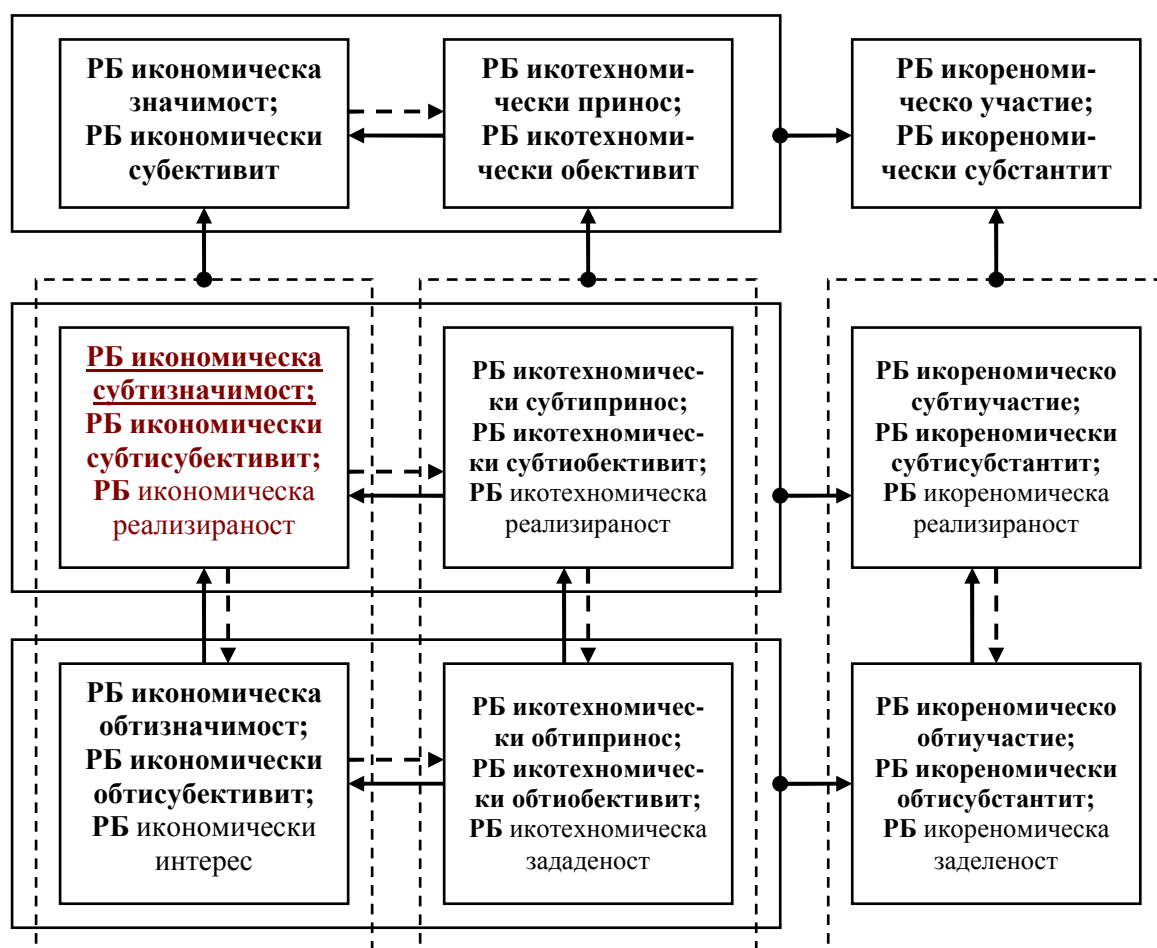 РБ икономическа
значимост;
РБ икономически
субективит
РБ икотехноми-
чески принос;
РБ икотехноми-
чески обективит
РБ икореноми-
ческо участие;
РБ икореноми-
чески субстантит
РБ икономическа
субтизначимост;
РБ икономически
субтисубективит;
РБ икономическа
реализираност
РБ икотехномичес-
ки субтипринос;
РБ икотехномичес-
ки субтиобективит;
РБ икотехномическа
реализираност
РБ икореномическо
субтиучастие;
РБ икореномически
субтисубстантит;
РБ икореномическа
реализираност
РБ икономическа
обтизначимост;
РБ икономически
обтисубективит;
РБ икономически
интерес
РБ икотехномичес-
ки обтипринос;
РБ икотехномичес-
ки обтиобективит;
РБ икотехномическа
зададеност
РБ икореномическо
обтиучастие;
РБ икореномически
обтисубстантит;
РБ икореномическа
заделеност